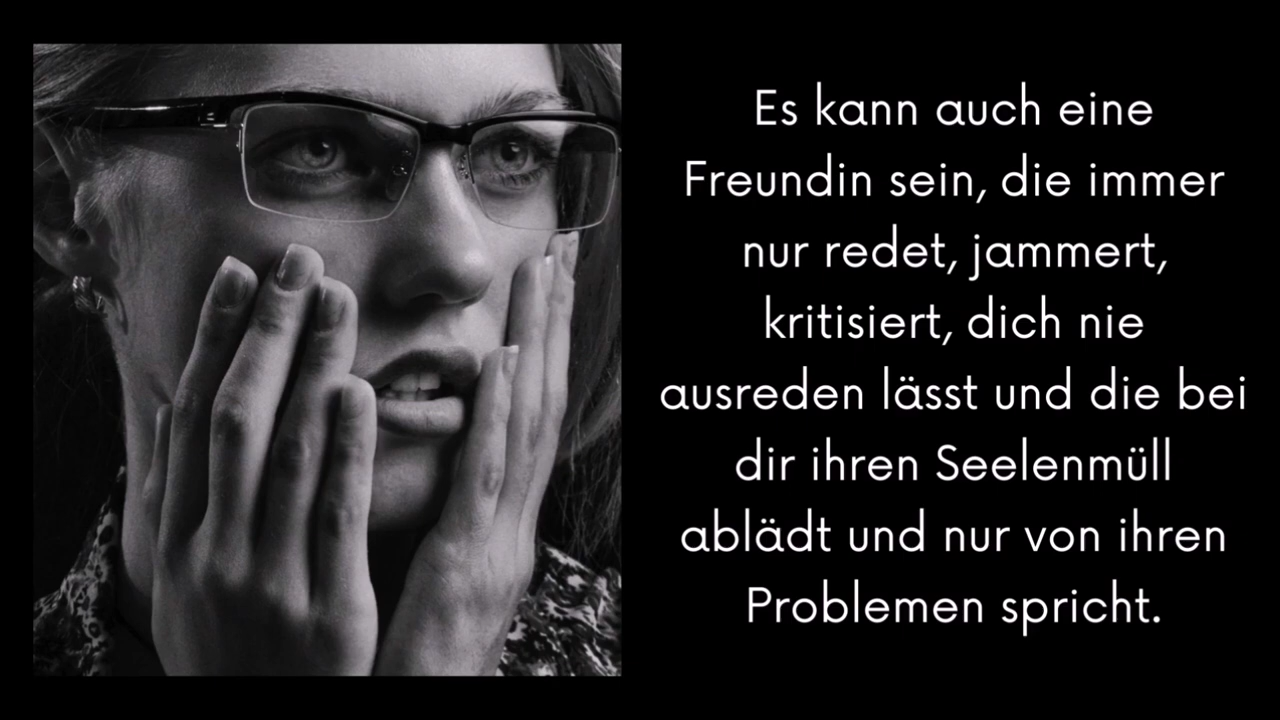 Es kann auch eine
Freundin sein, die immer
nur redet, jammert,
kritisiert, dich nie
ausreden lässt und die bei
dir ihren Seelenmüll
ablädt und nur von ihren
Problemen spricht.